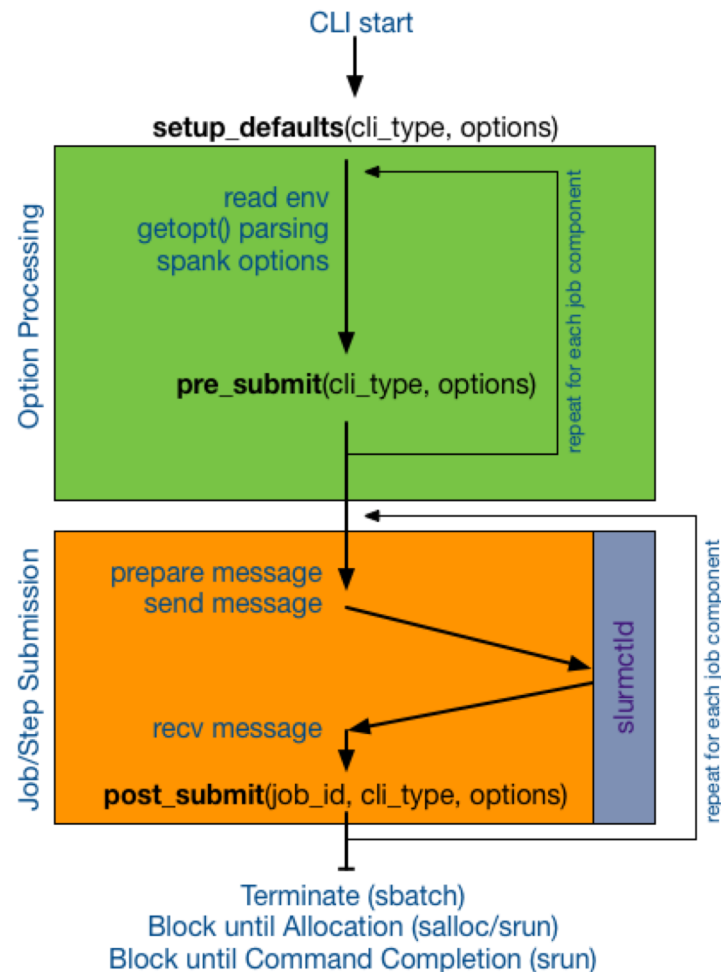 CLI start
setup_defaults(cli_type, options)
Option Processing
read env
getopt() parsing
spank options
repeat for each job component
pre_submit(cli_type, options)
Job/Step Submission
prepare message
send message
slurmctld
repeat for each job component
recv message
post_submit(job_id, cli_type, options)
Terminate (sbatch)
Block until Allocation (salloc/srun)
Block until Command Completion (srun)